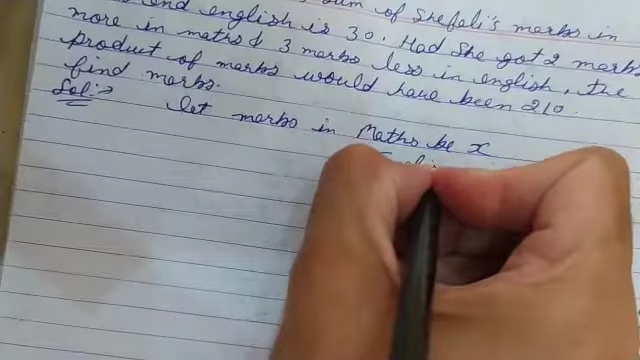 sum of Shefali's marks in
and english is 30. Had she got 2 marks
more in maths & 3 marks less in english, the
product of marks would have been 210.
find marks.
Sol:→ let marks in Maths be x
Engli